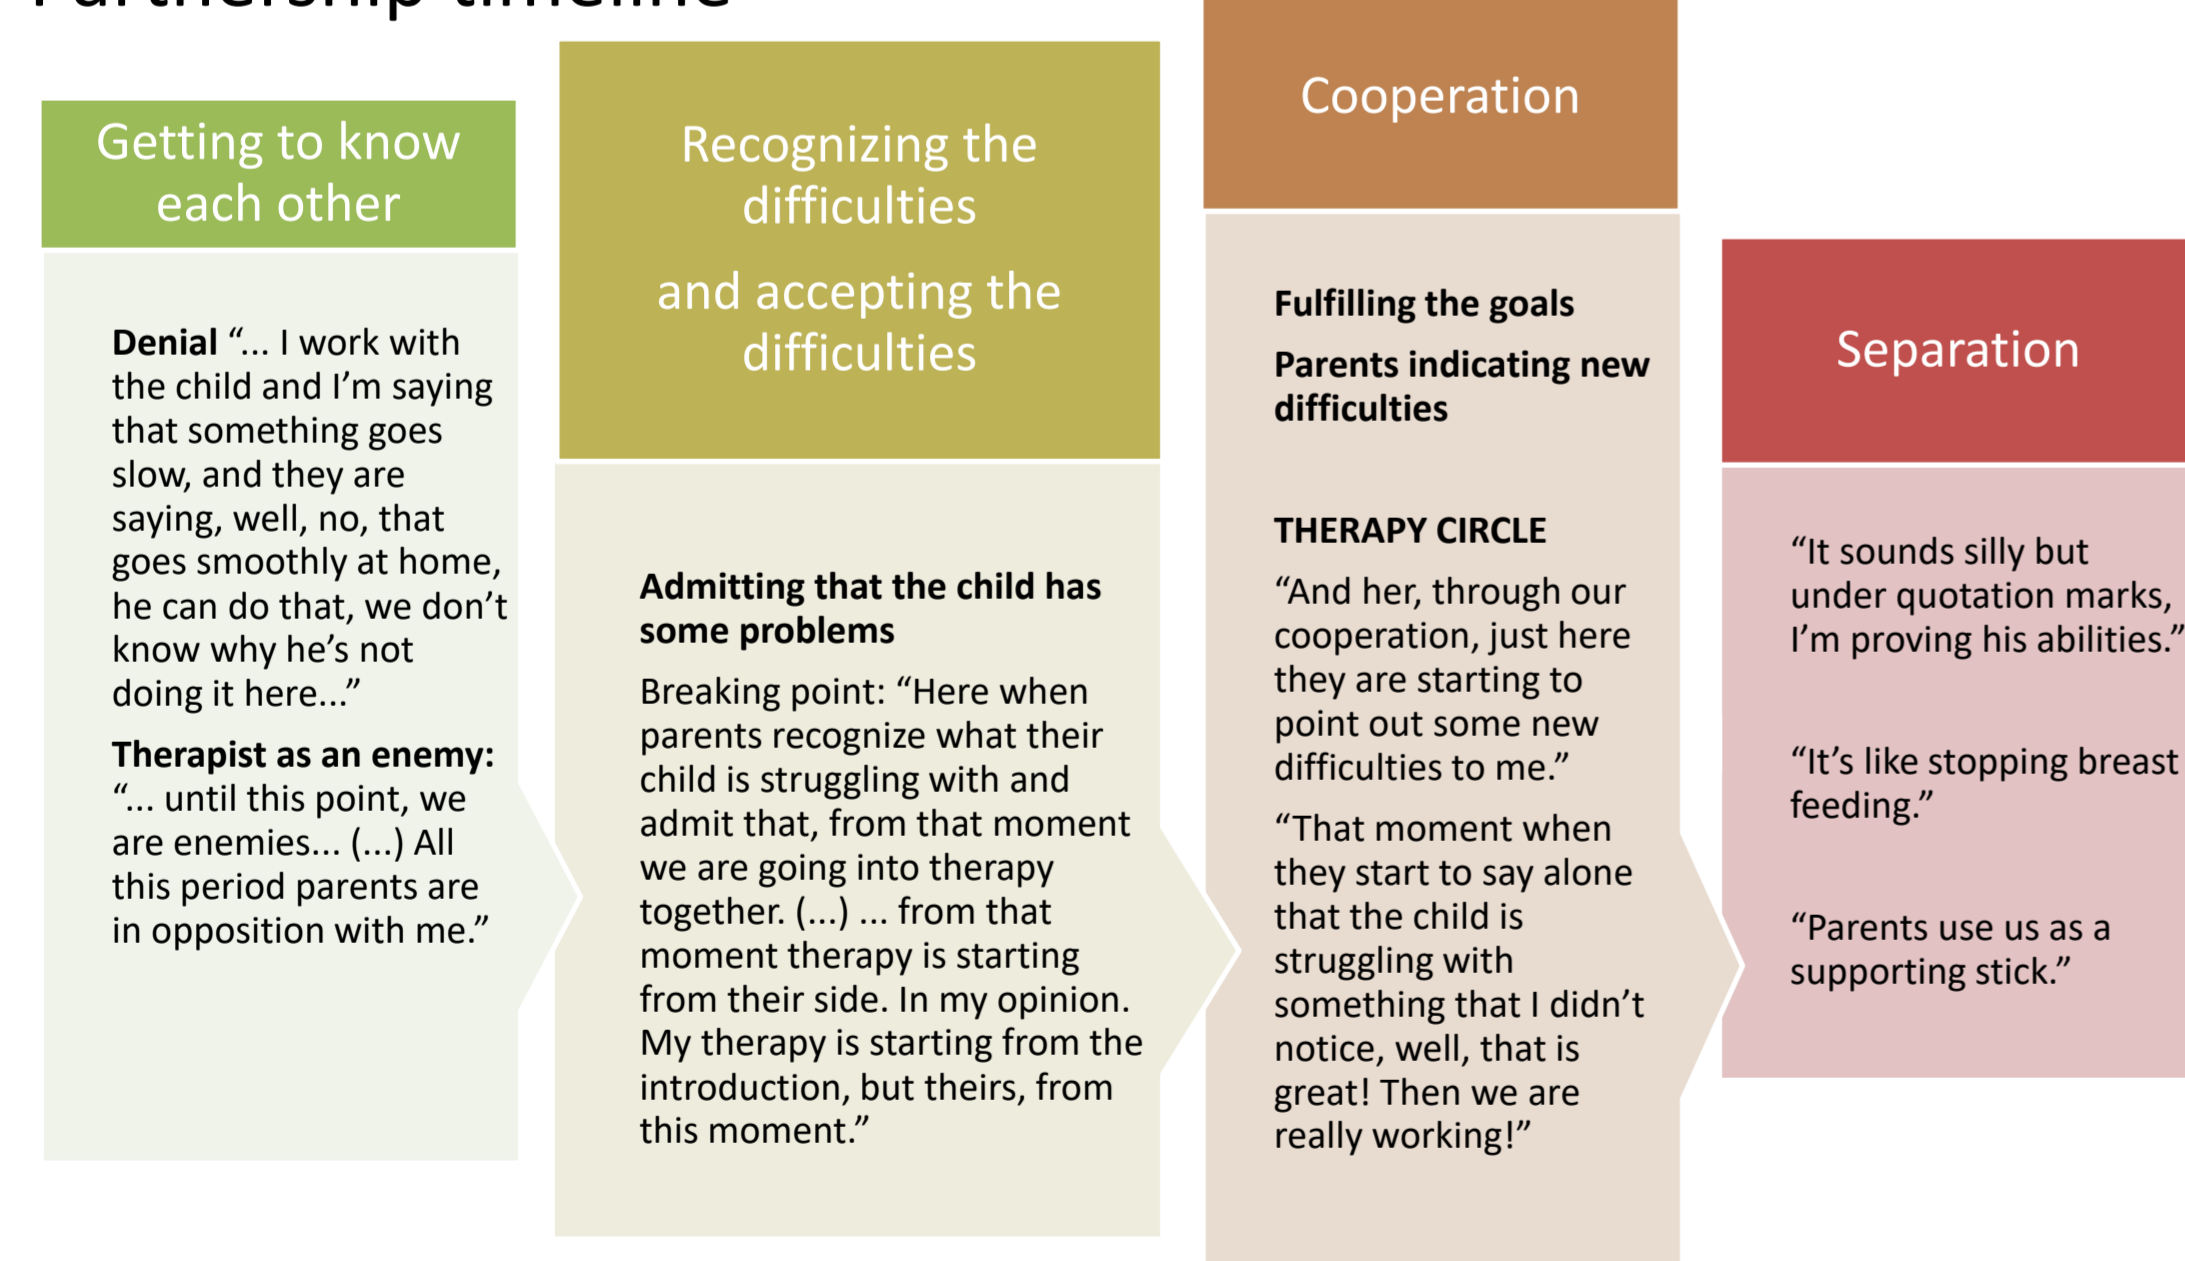 Partnership timeline
Getting to know
each other
Denial “... I work with
the child and I’m saying
that something goes
slow, and they are
saying, well, no, that
goes smoothly at home,
he can do that, we don’t
know why he’s not
doing it here...”
Therapist as an enemy:
“... until this point, we
are enemies... (...) All
this period parents are
in opposition with me.”
Recognizing the
difficulties
and accepting the
difficulties
Admitting that the child has
some problems
Breaking point: “Here when
parents recognize what their
child is struggling with and
admit that, from that moment
we are going into therapy
together. (...) ... from that
moment therapy is starting
from their side. In my opinion.
My therapy is starting from the
introduction, but theirs, from
this moment.”
Cooperation
Fulfilling the goals
Parents indicating new
difficulties
THERAPY CIRCLE
“And her, through our
cooperation, just here
they are starting to
point out some new
difficulties to me.”
“That moment when
they start to say alone
that the child is
struggling with
something that I didn’t
notice, well, that is
great! Then we are
really working!”
Separation
“It sounds silly but
under quotation marks,
I’m proving his abilities.”
“It’s like stopping breast
feeding.”
“Parents use us as a
supporting stick.”